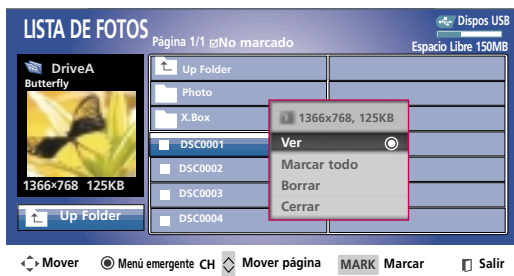 LISTA DE FOTOS
Página 1/1 No marcado
Dispos USB
Espacio Libre 150MB
DriveA
Butterfly
1366×768 125KB
Up Folder
Up Folder
Photo
X.Box
DSC0001
DSC0002
DSC0003
DSC0004
1366x768, 125KB
Ver
Marcar todo
Borrar
Cerrar
Mover Menú emergente CH Mover página MARK Marcar Salir